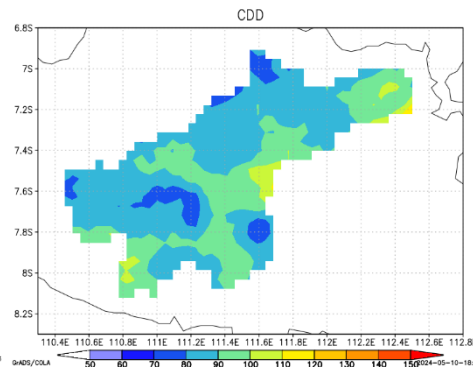 CDD
6.8S
7S
7.2S
7.4S
7.6S
7.8S
8S
8.2S
110.4E 110.6E 110.8E 111E 111.2E 111.4E 111.6E 111.8E 112E 112.2E 112.4E 112.6E 112.8
GrADS/COLA 50 60 70 80 90 100 110 120 130 140 150 2024-05-10-18: